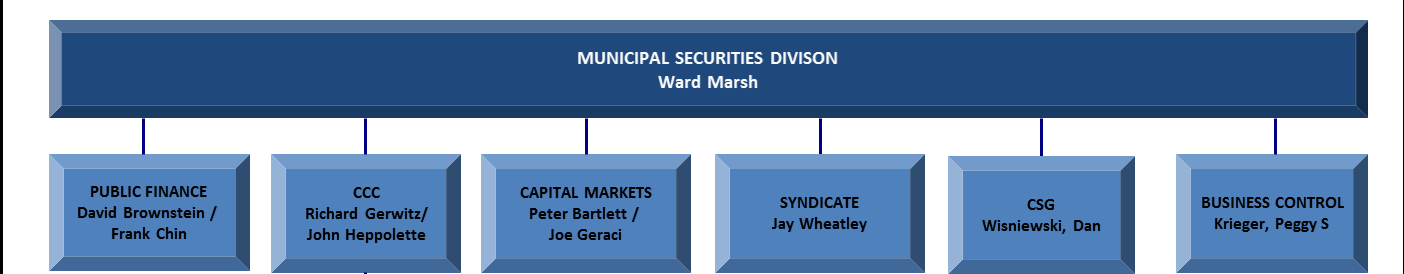 MUNICIPAL SECURITIES DIVISON
Ward Marsh
PUBLIC FINANCE
David Brownstein /
Frank Chin
CCC
Richard Gerwitz/
John Heppolette
CAPITAL MARKETS
Peter Bartlett /
Joe Geraci
SYNDICATE
Jay Wheatley
CSG
Wisniewski, Dan
BUSINESS CONTROL
Krieger, Peggy S